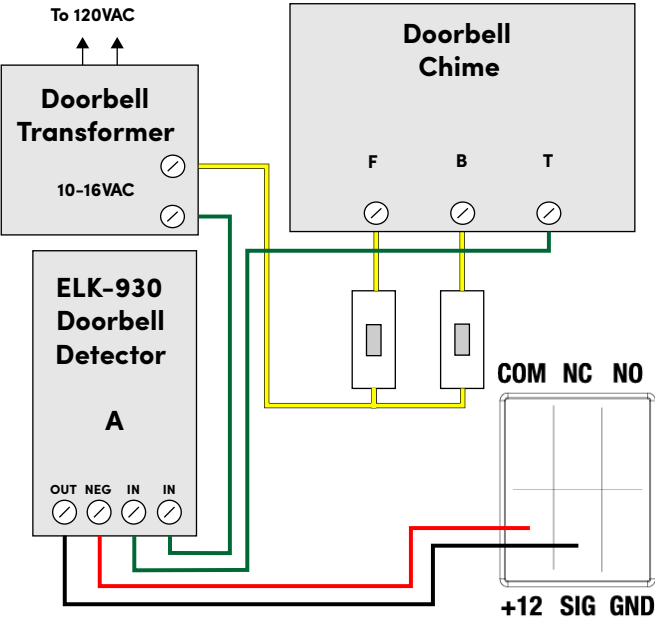 To 120VAC
Doorbell
Transformer
10-16VAC
Doorbell
Chime
F B T
ELK-930
Doorbell
Detector
A
OUT NEG IN IN
COM NC NO
+12 SIG GND